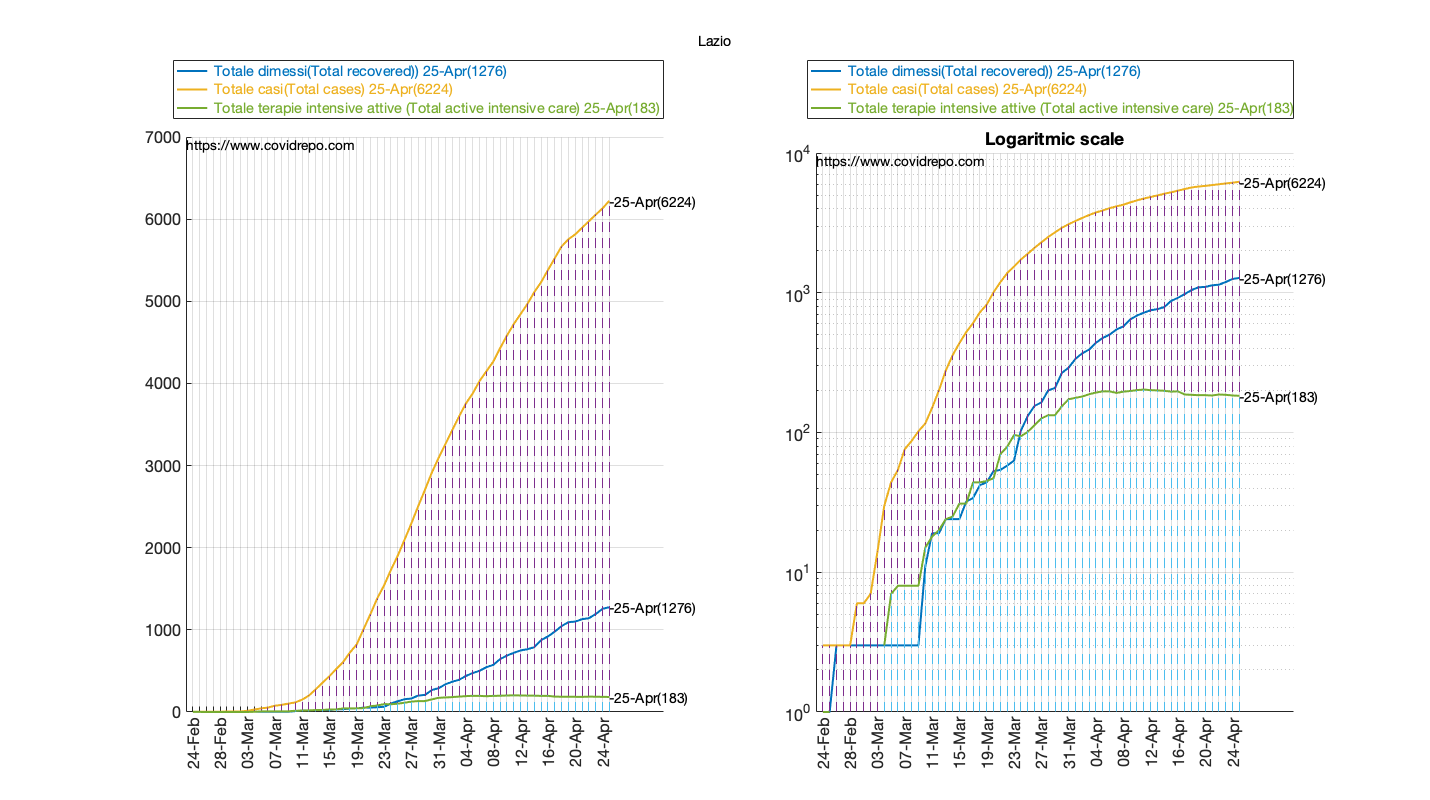 Lazio
Totale dimessi(Total recovered)) 25-Apr(1276)
Totale casi(Total cases) 25-Apr(6224)
Totale terapie intensive attive (Total active intensive care) 25-Apr(183)
7000
https://www.covidrepo.com
6000
5000
4000
3000
2000
1000
0
-25-Apr(6224)
-25-Apr(1276)
-25-Apr(183)
24-Feb
28-Feb
03-Mar
07-Mar
11-Mar
15-Mar
19-Mar
23-Mar
27-Mar
31-Mar
04-Apr
08-Apr
12-Apr
16-Apr
20-Apr
24-Apr
Totale dimessi(Total recovered)) 25-Apr(1276)
Totale casi(Total cases) 25-Apr(6224)
Totale terapie intensive attive (Total active intensive care) 25-Apr(183)
Logaritmic scale
10^4
https://www.covidrepo.com
10^3
10^2
10^1
10^0
-25-Apr(6224)
-25-Apr(1276)
-25-Apr(183)
24-Feb
28-Feb
03-Mar
07-Mar
11-Mar
15-Mar
19-Mar
23-Mar
27-Mar
31-Mar
04-Apr
08-Apr
12-Apr
16-Apr
20-Apr
24-Apr